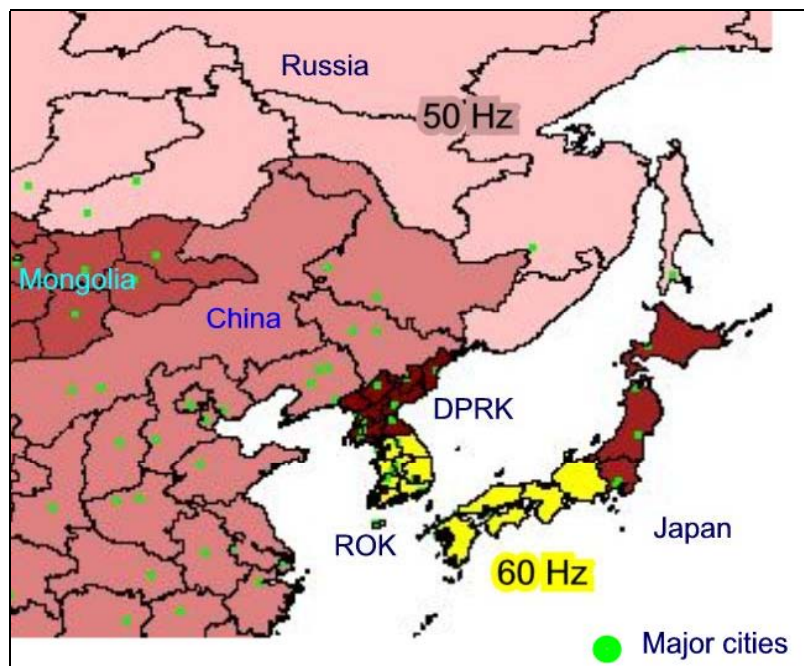 Russia
50 Hz
Mongolia
China
DPRK
ROK
Japan
60 Hz
Major cities